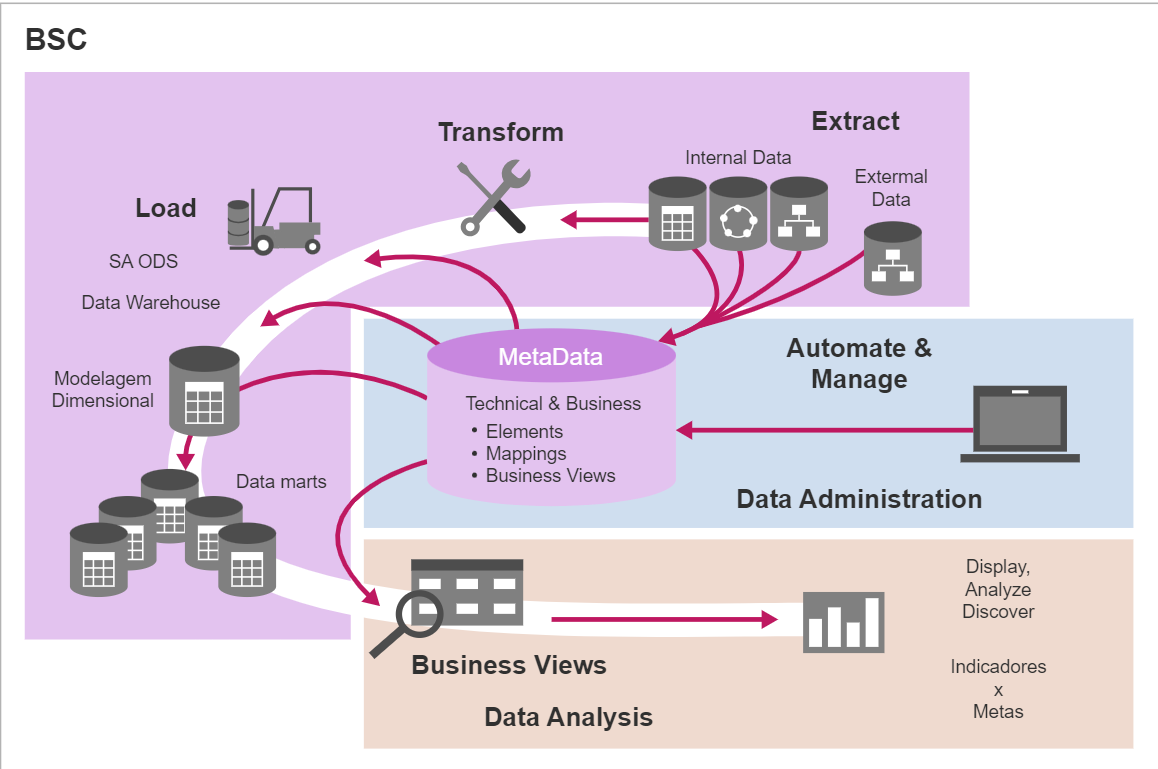 BSC
Extract
Transform
Internal Data
Extermal
Data
Load
SA ODS
Data Warehouse
MetaData
Automate &
Manage
Modelagem
Dimensional
Technical & Business
• Elements
• Mappings
• Business Views
Data marts
Data Administration
Display,
Analyze
Discover
Business Views
Indicadores
x
Metas
Data Analysis